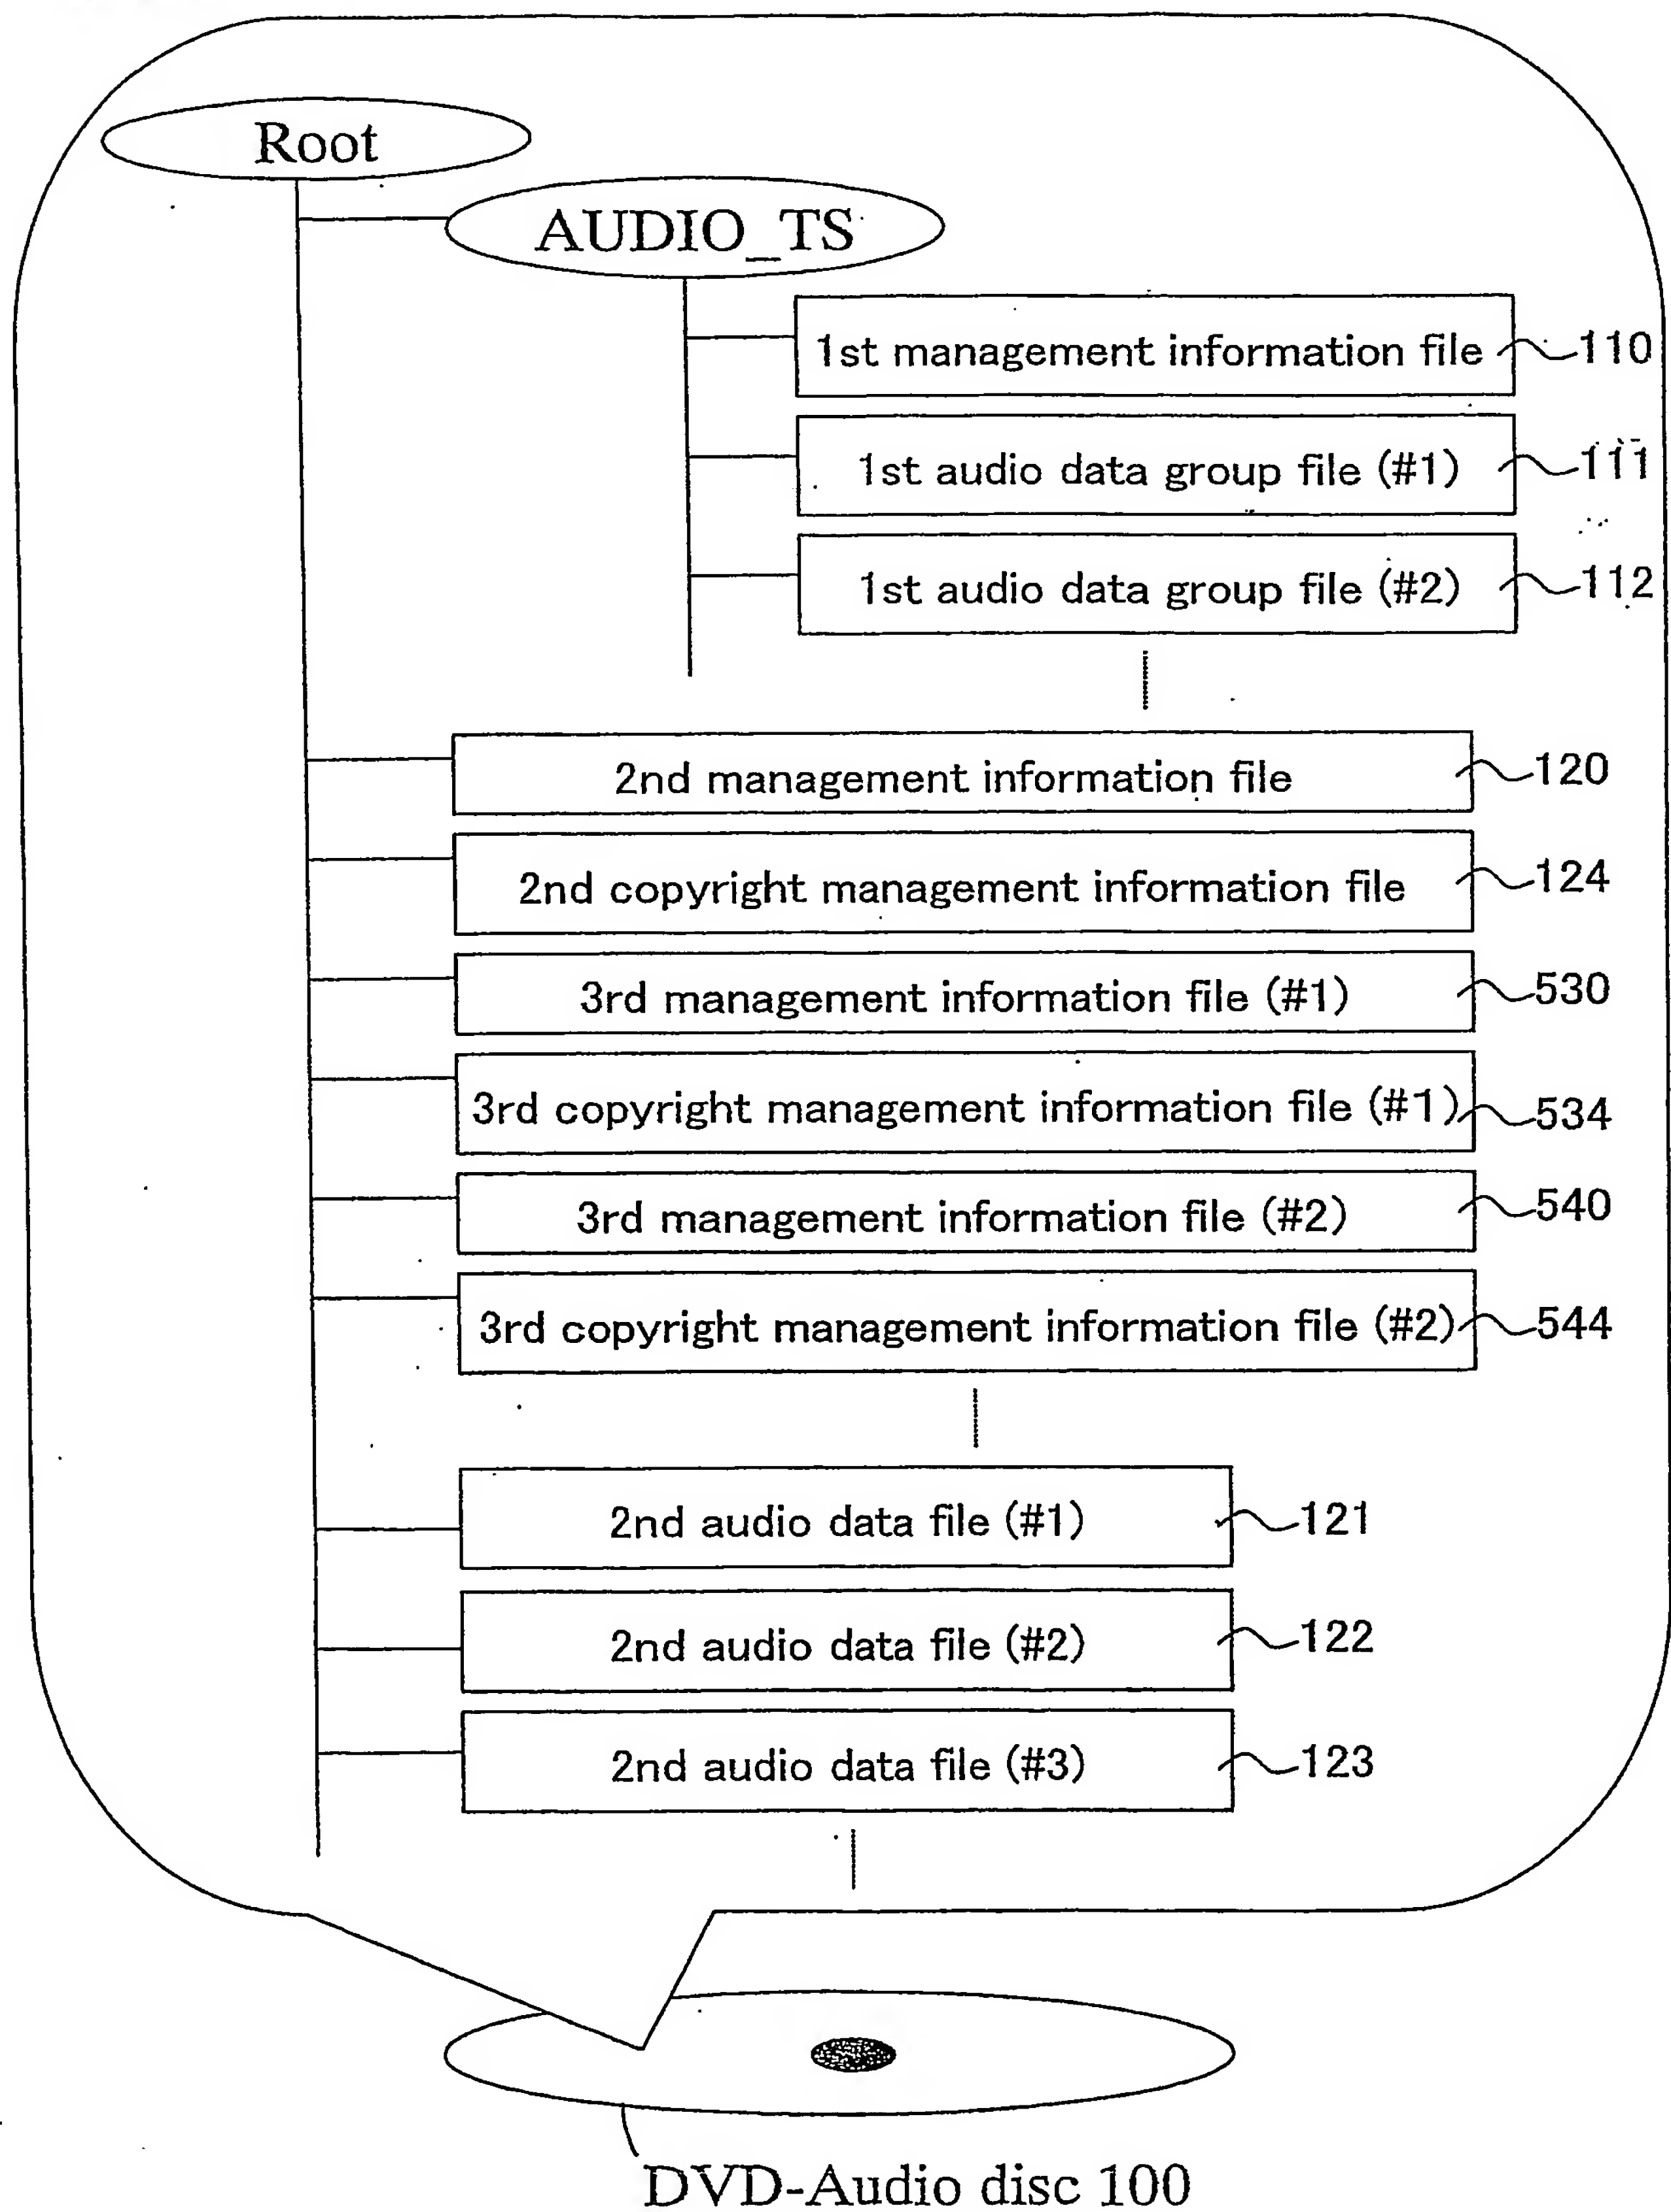 Root
AUDIO_TS
1st management information file 110
1st audio data group file (#1) 111
1st audio data group file (#2) 112
2nd management information file 120
2nd copyright management information file 124
3rd management information file (#1) 530
3rd copyright management information file (#1) 534
3rd management information file (#2) 540
3rd copyright management information file (#2) 544
2nd audio data file (#1) 121
2nd audio data file (#2) 122
2nd audio data file (#3) 123
DVD-Audio disc 100